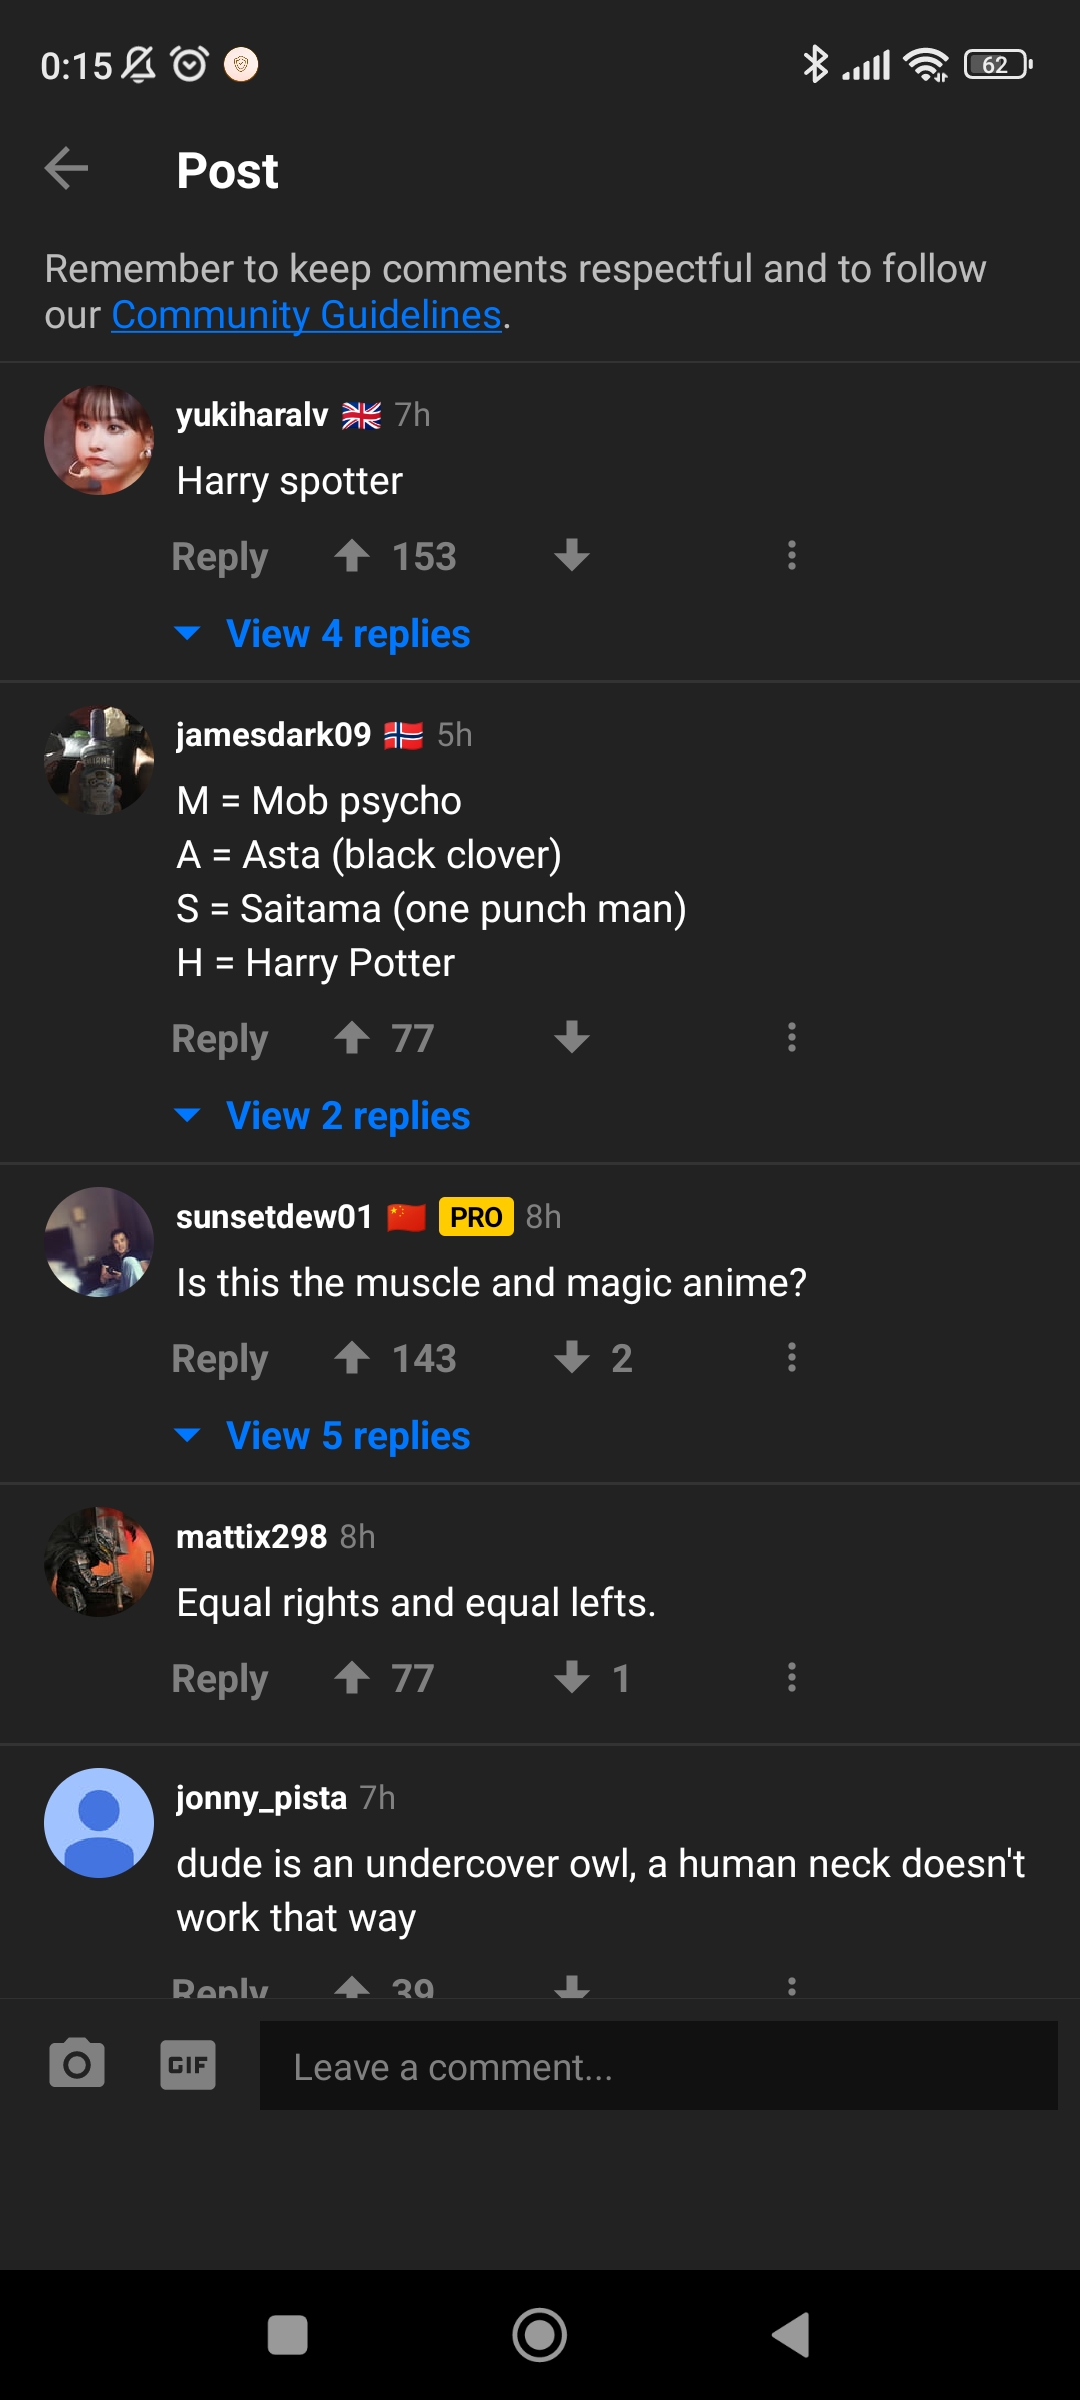 0:15
62
Post
Remember to keep comments respectful and to follow
our Community Guidelines.
yukiharalv 7h
Harry spotter
Reply 153
View 4 replies
jamesdark09 5h
M = Mob psycho
A = Asta (black clover)
S = Saitama (one punch man)
H = Harry Potter
Reply 77
View 2 replies
sunsetdew01 PRO 8h
Is this the muscle and magic anime?
Reply 143 2
View 5 replies
mattix298 8h
Equal rights and equal lefts.
Reply 77 1
jonny_pista 7h
dude is an undercover owl, a human neck doesn't
work that way
Reply 39
GIF Leave a comment...